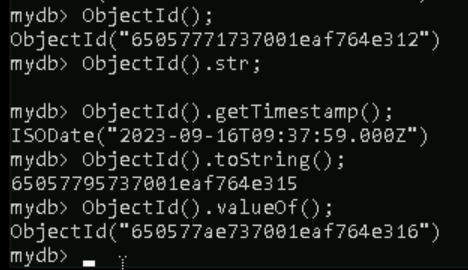 mydb> ObjectId();
ObjectId("65057771737001eaf764e312")
mydb> ObjectId().str;
mydb> ObjectId().getTimestamp();
ISODate("2023-09-16T09:37:59.000Z")
mydb> ObjectId().toString();
65057795737001eaf764e315
mydb> ObjectId().valueOf();
ObjectId("650577ae737001eaf764e316")
mydb>